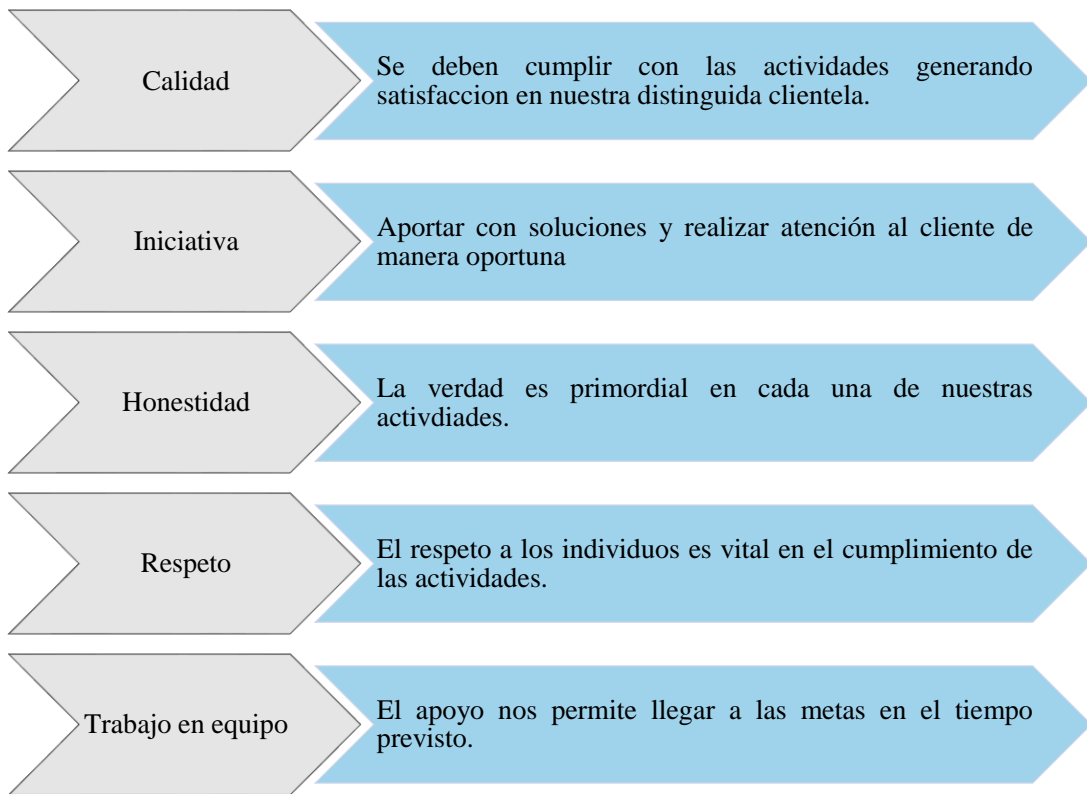 Calidad
Se deben cumplir con las actividades generando
satisfaccion en nuestra distinguida clientela.
Iniciativa
Aportar con soluciones y realizar atención al cliente de
manera oportuna
Honestidad
La verdad es primordial en cada una de nuestras
activdiades.
Respeto
El respeto a los individuos es vital en el cumplimiento de
las actividades.
Trabajo en equipo
El apoyo nos permite llegar a las metas en el tiempo
previsto.